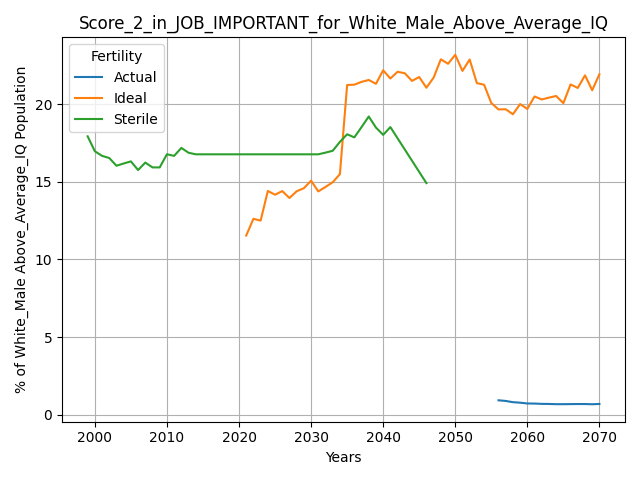 Score_2_in_JOB_IMPORTANT_for_White_Male_Above_Average_IQ
Fertility
Actual
Ideal
Sterile
% of White_Male Above_Average_IQ Population
20
15
10
5
0
2000 2010 2020 2030 2040 2050 2060 2070
Years